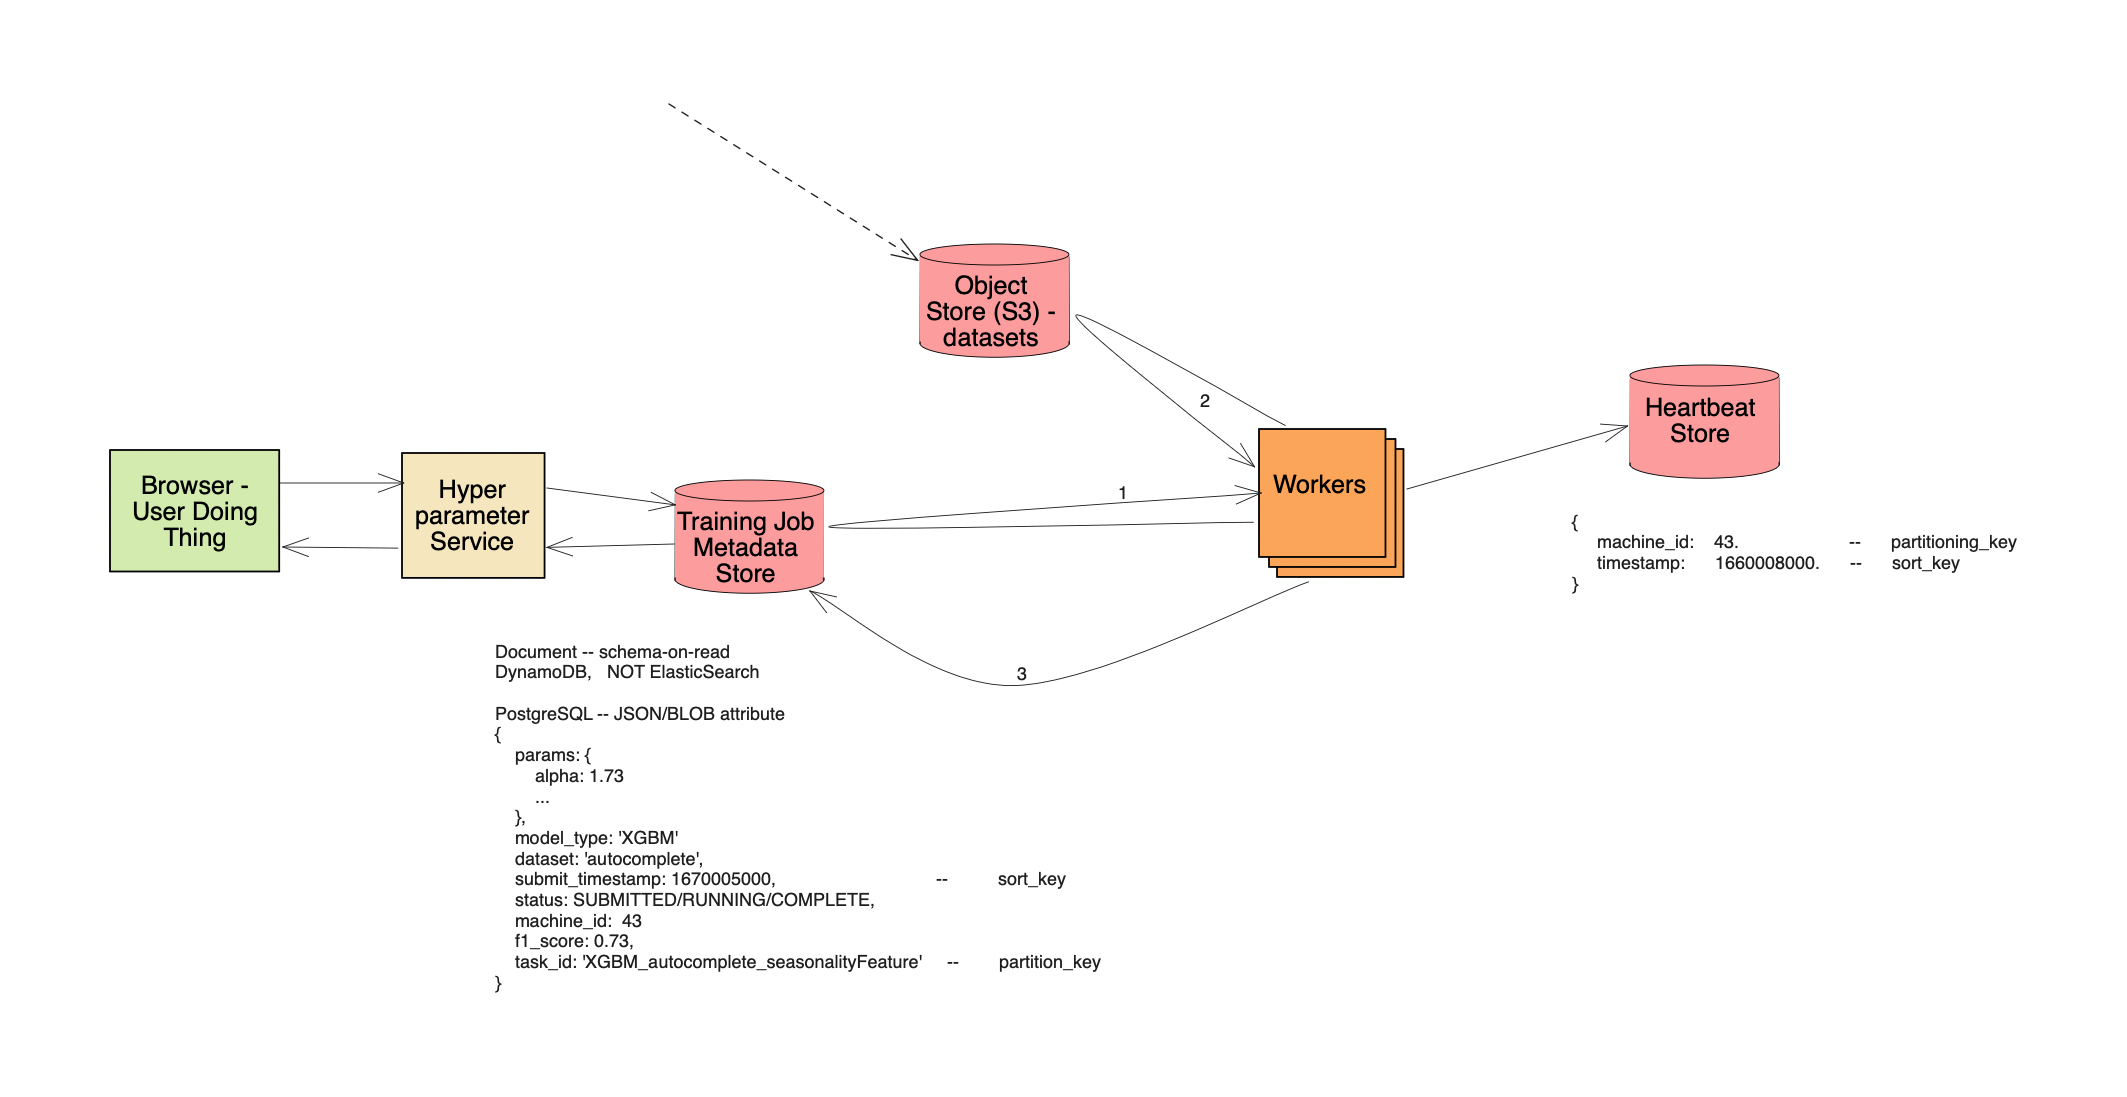 Object
Store (S3) -
datasets
2
Heartbeat
Store
Browser -
User Doing
Thing
Hyper
parameter
Service
Training Job
Metadata
Store
1
Workers
{
machine_id: 43. -- partitioning_key
timestamp: 1660008000. -- sort_key
}
3
Document -- schema-on-read
DynamoDB, NOT ElasticSearch
PostgreSQL -- JSON/BLOB attribute
{
params: {
alpha: 1.73
...
},
model_type: 'XGBM'
dataset: 'autocomplete',
submit_timestamp: 1670005000, -- sort_key
status: SUBMITTED/RUNNING/COMPLETE,
machine_id: 43
f1_score: 0.73,
task_id: 'XGBM_autocomplete_seasonalityFeature' -- partition_key
}